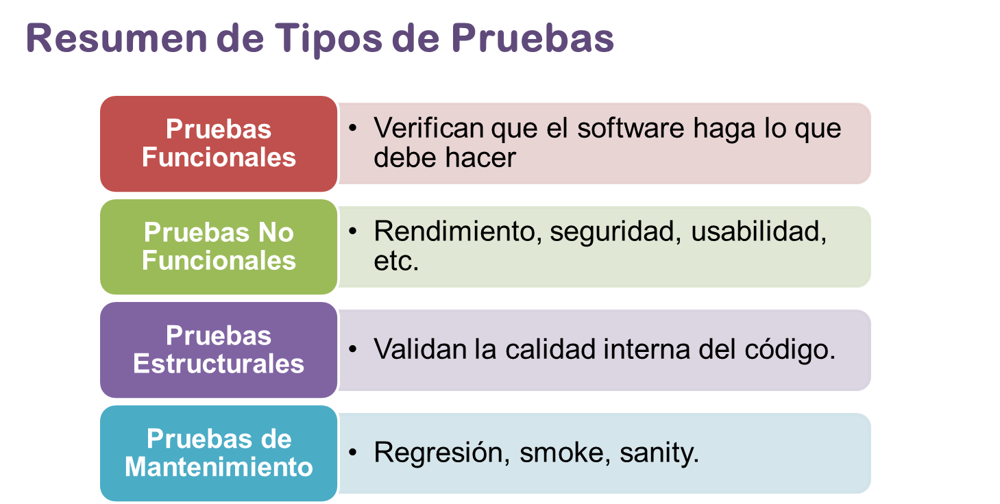 Resumen de Tipos de Pruebas
Pruebas
Funcionales
• Verifican que el software haga lo que
debe hacer
Pruebas No
Funcionales
• Rendimiento, seguridad, usabilidad,
etc.
Pruebas
Estructurales
• Validan la calidad interna del código.
Pruebas de
Mantenimiento
• Regresión, smoke, sanity.